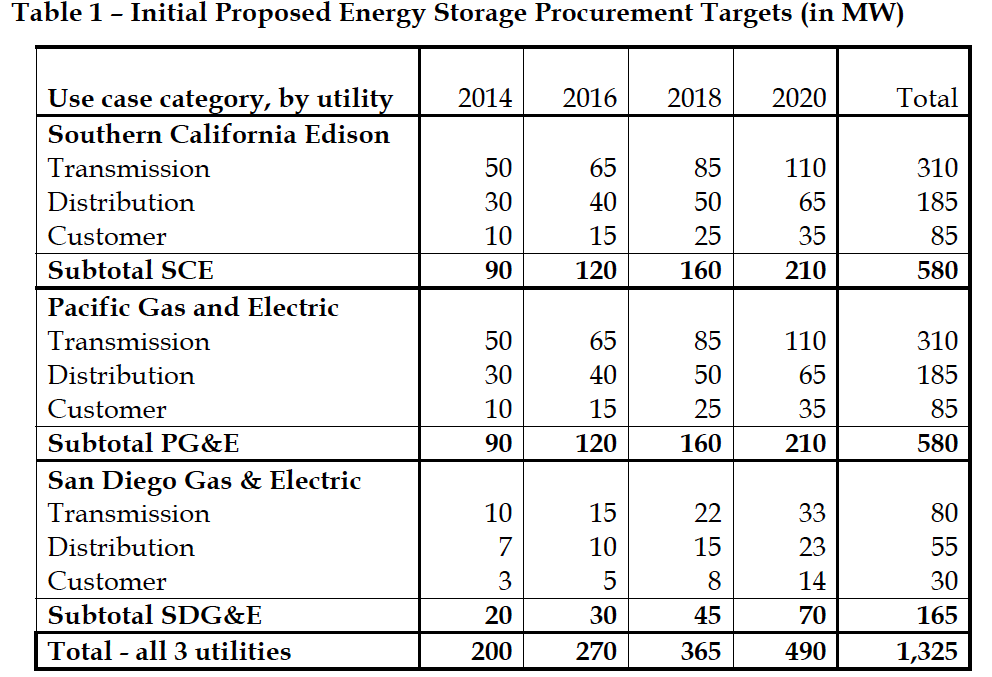 Table 1 – Initial Proposed Energy Storage Procurement Targets (in MW)
Use case category, by utility 2014 2016 2018 2020 Total
Southern California Edison
Transmission 50 65 85 110 310
Distribution 30 40 50 65 185
Customer 10 15 25 35 85
Subtotal SCE 90 120 160 210 580
Pacific Gas and Electric
Transmission 50 65 85 110 310
Distribution 30 40 50 65 185
Customer 10 15 25 35 85
Subtotal PG&E 90 120 160 210 580
San Diego Gas & Electric
Transmission 10 15 22 33 80
Distribution 7 10 15 23 55
Customer 3 5 8 14 30
Subtotal SDG&E 20 30 45 70 165
Total - all 3 utilities 200 270 365 490 1,325